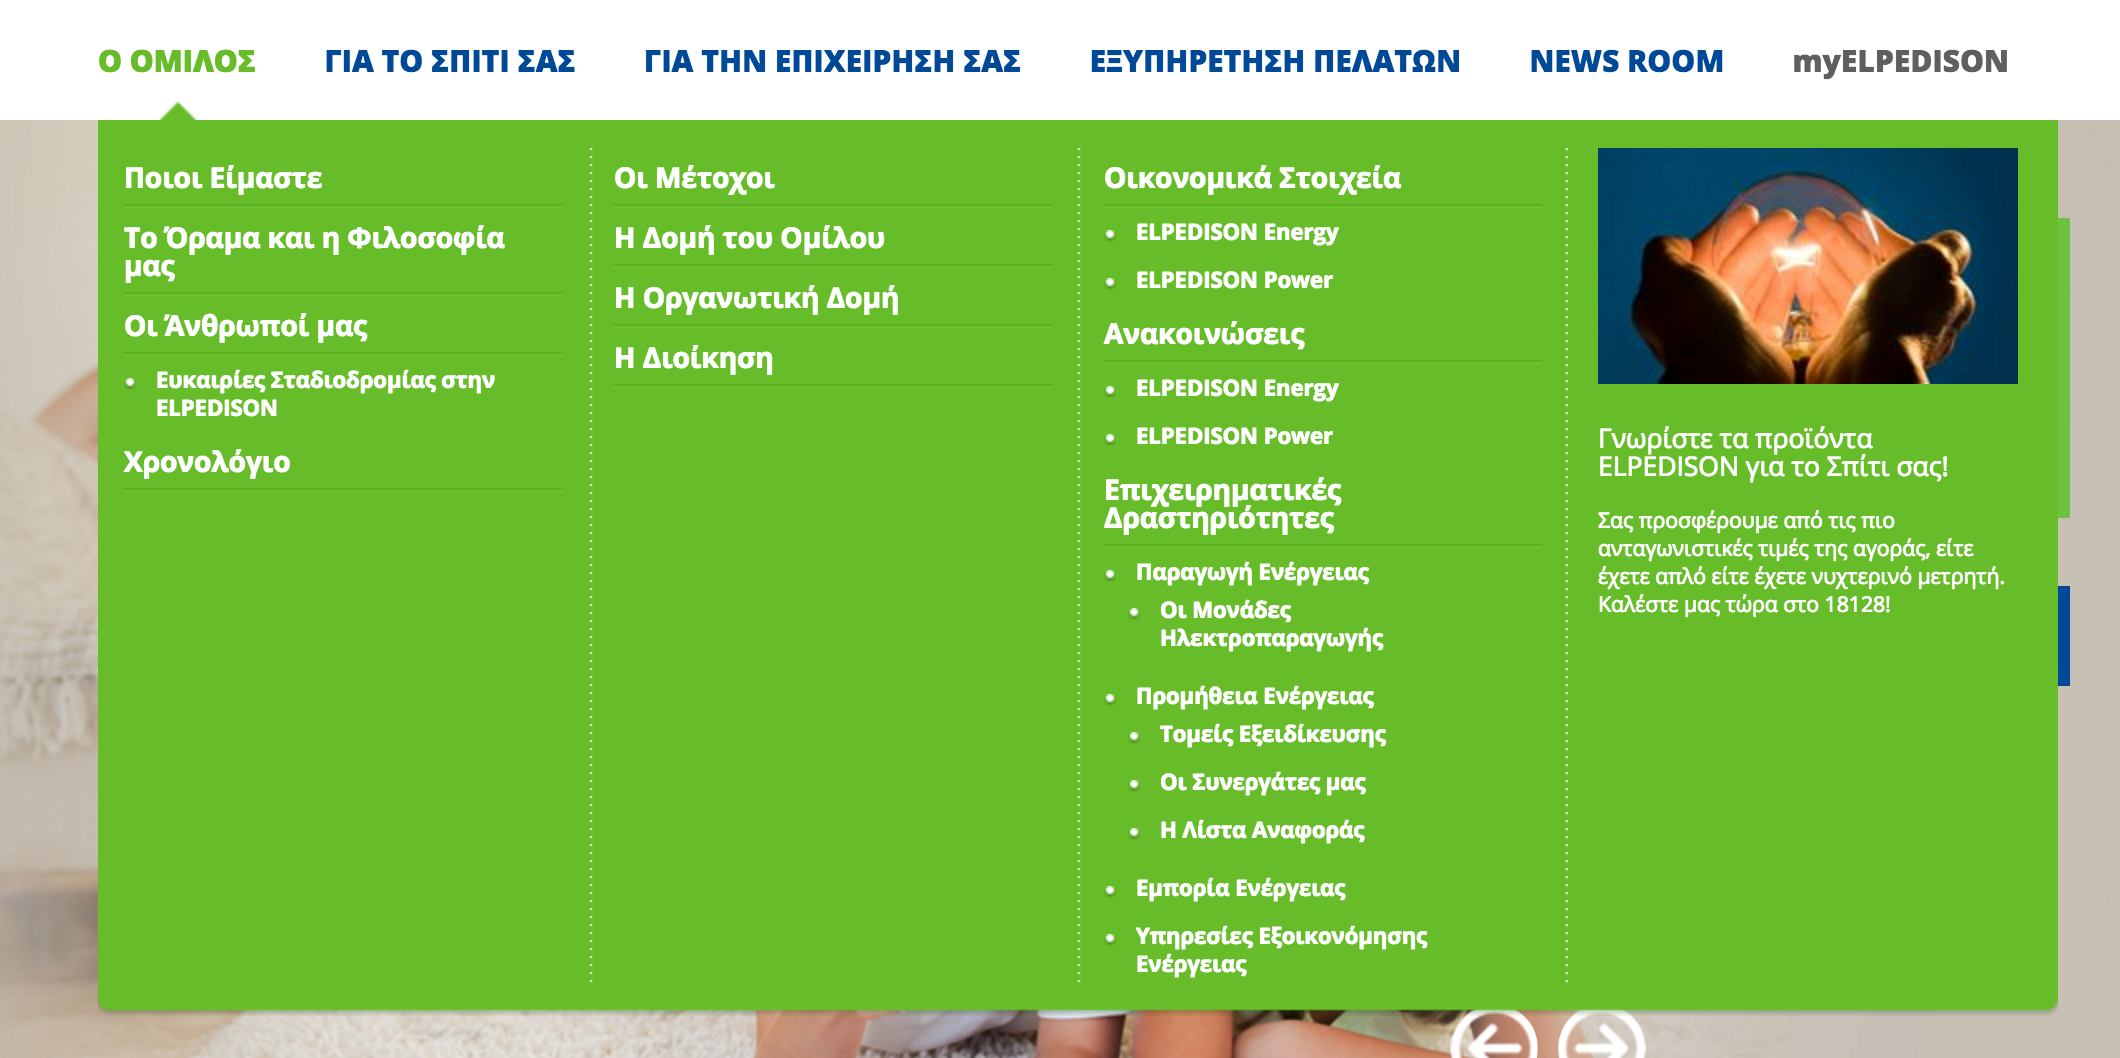 Ο ΟΜΙΛΟΣ
ΓΙΑ ΤΟ ΣΠΙΤΙ ΣΑΣ
ΓΙΑ ΤΗΝ ΕΠΙΧΕΙΡΗΣΗ ΣΑΣ
ΕΞΥΠΗΡΕΤΗΣΗ ΠΕΛΑΤΩΝ
NEWS ROOM
myELPEDISON
Ποιοι Είμαστε
Το Όραμα και η Φιλοσοφία
μας
Οι Άνθρωποί μας
Ευκαιρίες Σταδιοδρομίας στην
ELPEDISON
Χρονολόγιο
Οι Μέτοχοι
Η Δομή του Ομίλου
Η Οργανωτική Δομή
Η Διοίκηση
Οικονομικά Στοιχεία
ELPEDISON Energy
ELPEDISON Power
Ανακοινώσεις
ELPEDISON Energy
ELPEDISON Power
Επιχειρηματικές
Δραστηριότητες
Παραγωγή Ενέργειας
Οι Μονάδες
Ηλεκτροπαραγωγής
Προμήθεια Ενέργειας
Τομείς Εξειδίκευσης
Οι Συνεργάτες μας
Η Λίστα Αναφοράς
Εμπορία Ενέργειας
Υπηρεσίες Εξοικονόμησης
Ενέργειας
Γνωρίστε τα προϊόντα
ELPEDISON για το Σπίτι σας!
Σας προσφέρουμε από τις πιο
ανταγωνιστικές τιμές της αγοράς, είτε
έχετε απλό είτε έχετε νυχτερινό μετρητή.
Καλέστε μας τώρα στο 18128!